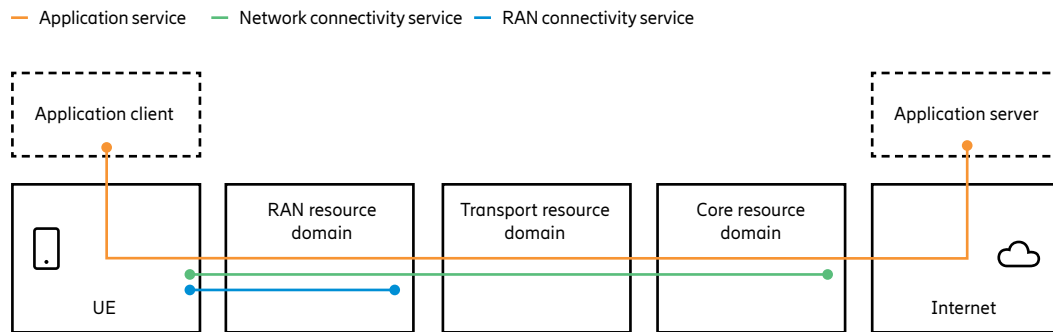 Application service
Network connectivity service
RAN connectivity service
Application client
Application server
RAN resource
domain
Transport resource
domain
Core resource
domain
UE
Internet